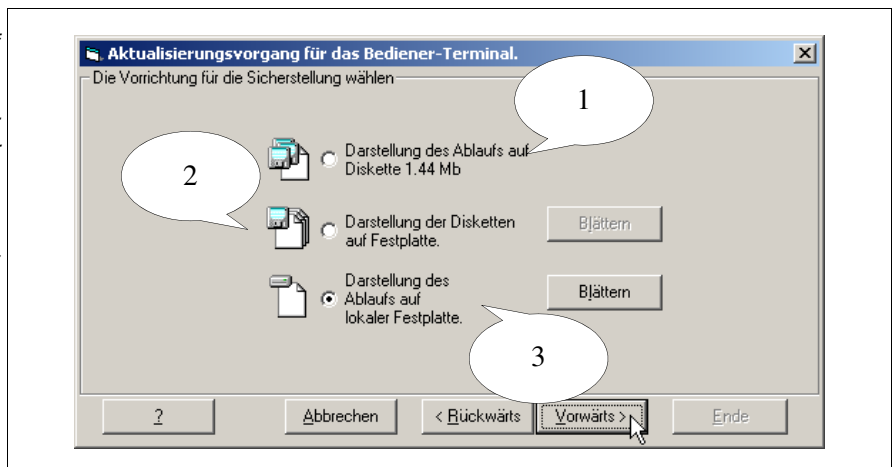 Aktualisierungsvorgang für das Bediener-Terminal.
Die Vorrichtung für die Sicherstellung wählen
1
Darstellung des Ablaufs auf
Diskette 1.44 Mb
2
Darstellung der Disketten
auf Festplatte.
Blättern
Darstellung des
Ablaufs auf
lokaler Festplatte.
Blättern
3
?
Abbrechen
< Rückwärts
Vorwärts >
Ende